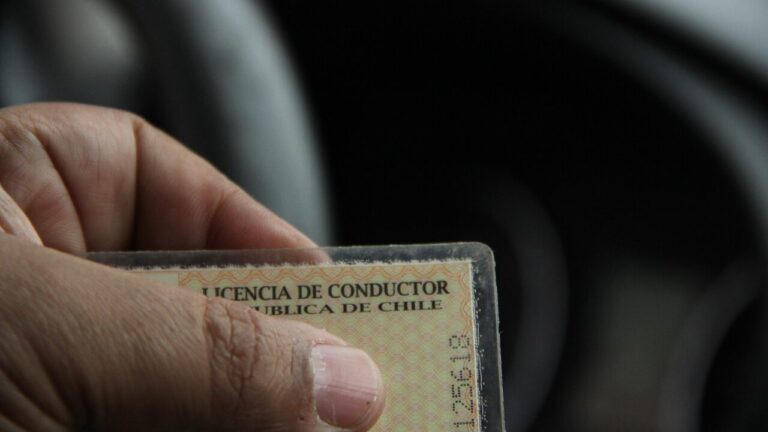 LICENCIA DE CONDUCTOR
DE CHILE
125618